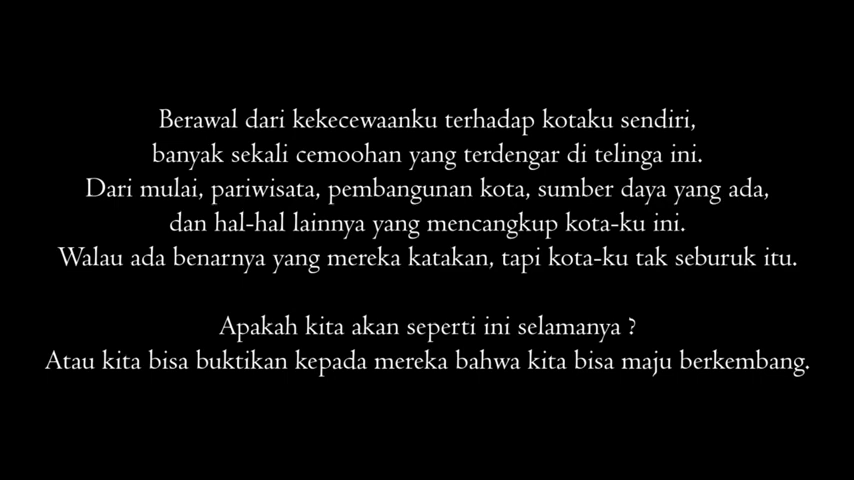 Berawal dari kekecewaanku terhadap kotaku sendiri,
banyak sekali cemoohan yang terdengar di telinga ini.
Dari mulai, pariwisata, pembangunan kota, sumber daya yang ada,
dan hal-hal lainnya yang mencangkup kota-ku ini.
Walau ada benarnya yang mereka katakan, tapi kota-ku tak seburuk itu.
Apakah kita akan seperti ini selamanya ?
Atau kita bisa buktikan kepada mereka bahwa kita bisa maju berkembang.